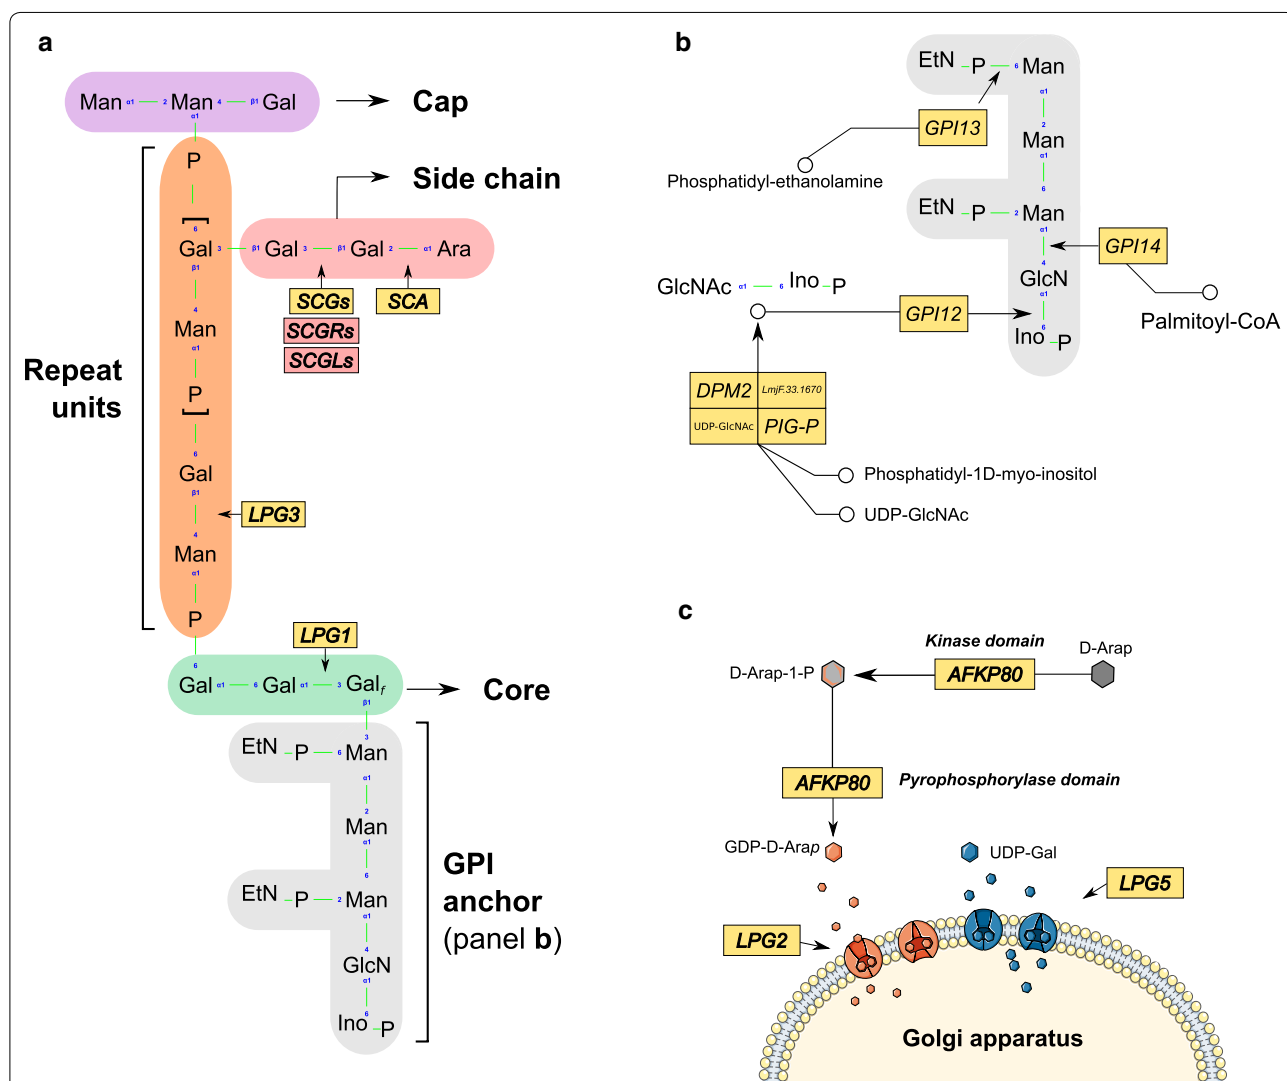 a
Man α1 2 Man 4 β1 Gal
α1
Cap
P
Side chain
[
6
Gal 3 β1 Gal 3 β1 Gal 2 α1 Ara
β1
SCGs SCA
SCGRs
SCGLs
4
Man
α1
Repeat
units
P
]
6
Gal
β1
LPG3
4
Man
α1
P
LPG1
6
Gal α1 6 Gal α1 3 Galf
β1
Core
3
EtN P 6 Man
α1
2
Man
α1
6
EtN P 2 Man
α1
4
GlcN
α1
6
Ino P
GPI
anchor
(panel b)
b
EtN P 6 Man
α1
GPI13
2
Man
α1
Phosphatidyl-ethanolamine
6
EtN P 2 Man
α1
GPI14
4
GlcN
α1
GlcNAc α1 6 Ino P
GPI12
6
Ino P
Palmitoyl-CoA
DPM2 LmjF.33.1670
UDP-GlcNAc PIG-P
Phosphatidyl-1D-myo-inositol
UDP-GlcNAc
c
Kinase domain
D-Arap
D-Arap-1-P
AFKP80
AFKP80
Pyrophosphorylase domain
GDP-D-Arap
UDP-Gal
LPG5
LPG2
Golgi apparatus